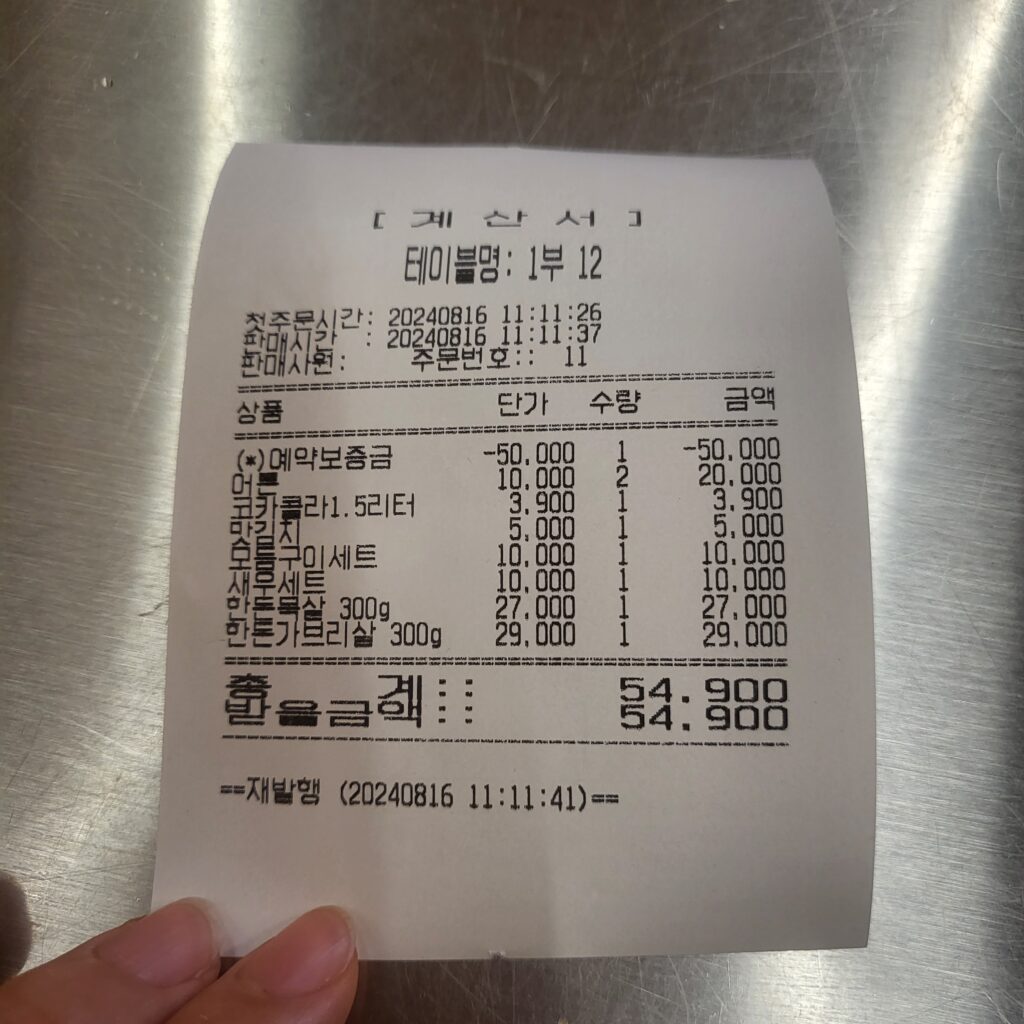 [ 계 산 서 ]
테이블명: 1부 12
첫주문시간: 20240816 11:11:26
판매시간 : 20240816 11:11:37
판매사원: 주문번호:: 11
상품 단가 수량 금액
(*)예약보증금 -50,000 1 -50,000
어른 10,000 2 20,000
코카콜라1.5리터 3,900 1 3,900
맛김치 5,000 1 5,000
모듬구이세트 10,000 1 10,000
새우세트 10,000 1 10,000
한돈목살 300g 27,000 1 27,000
한돈가브리살 300g 29,000 1 29,000
총 계:: 54.900
받을금액:: 54.900
==재발행 (20240816 11:11:41)==